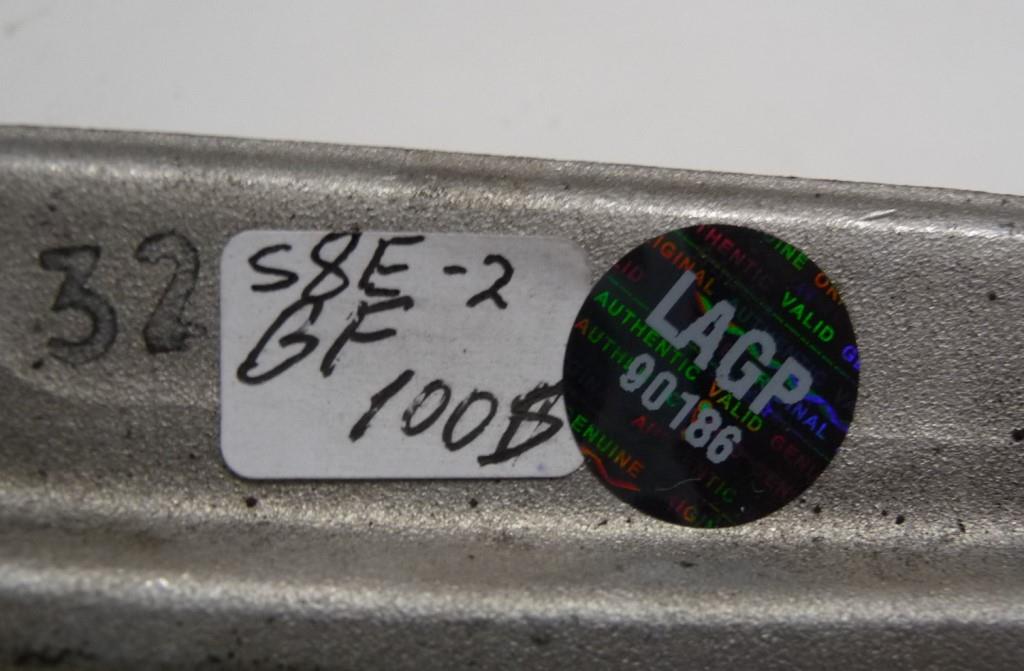 32
S8E-2
GF
100B
LAGP
90186
AUTHENTIC
VALID
GENUINE
ORIGINAL